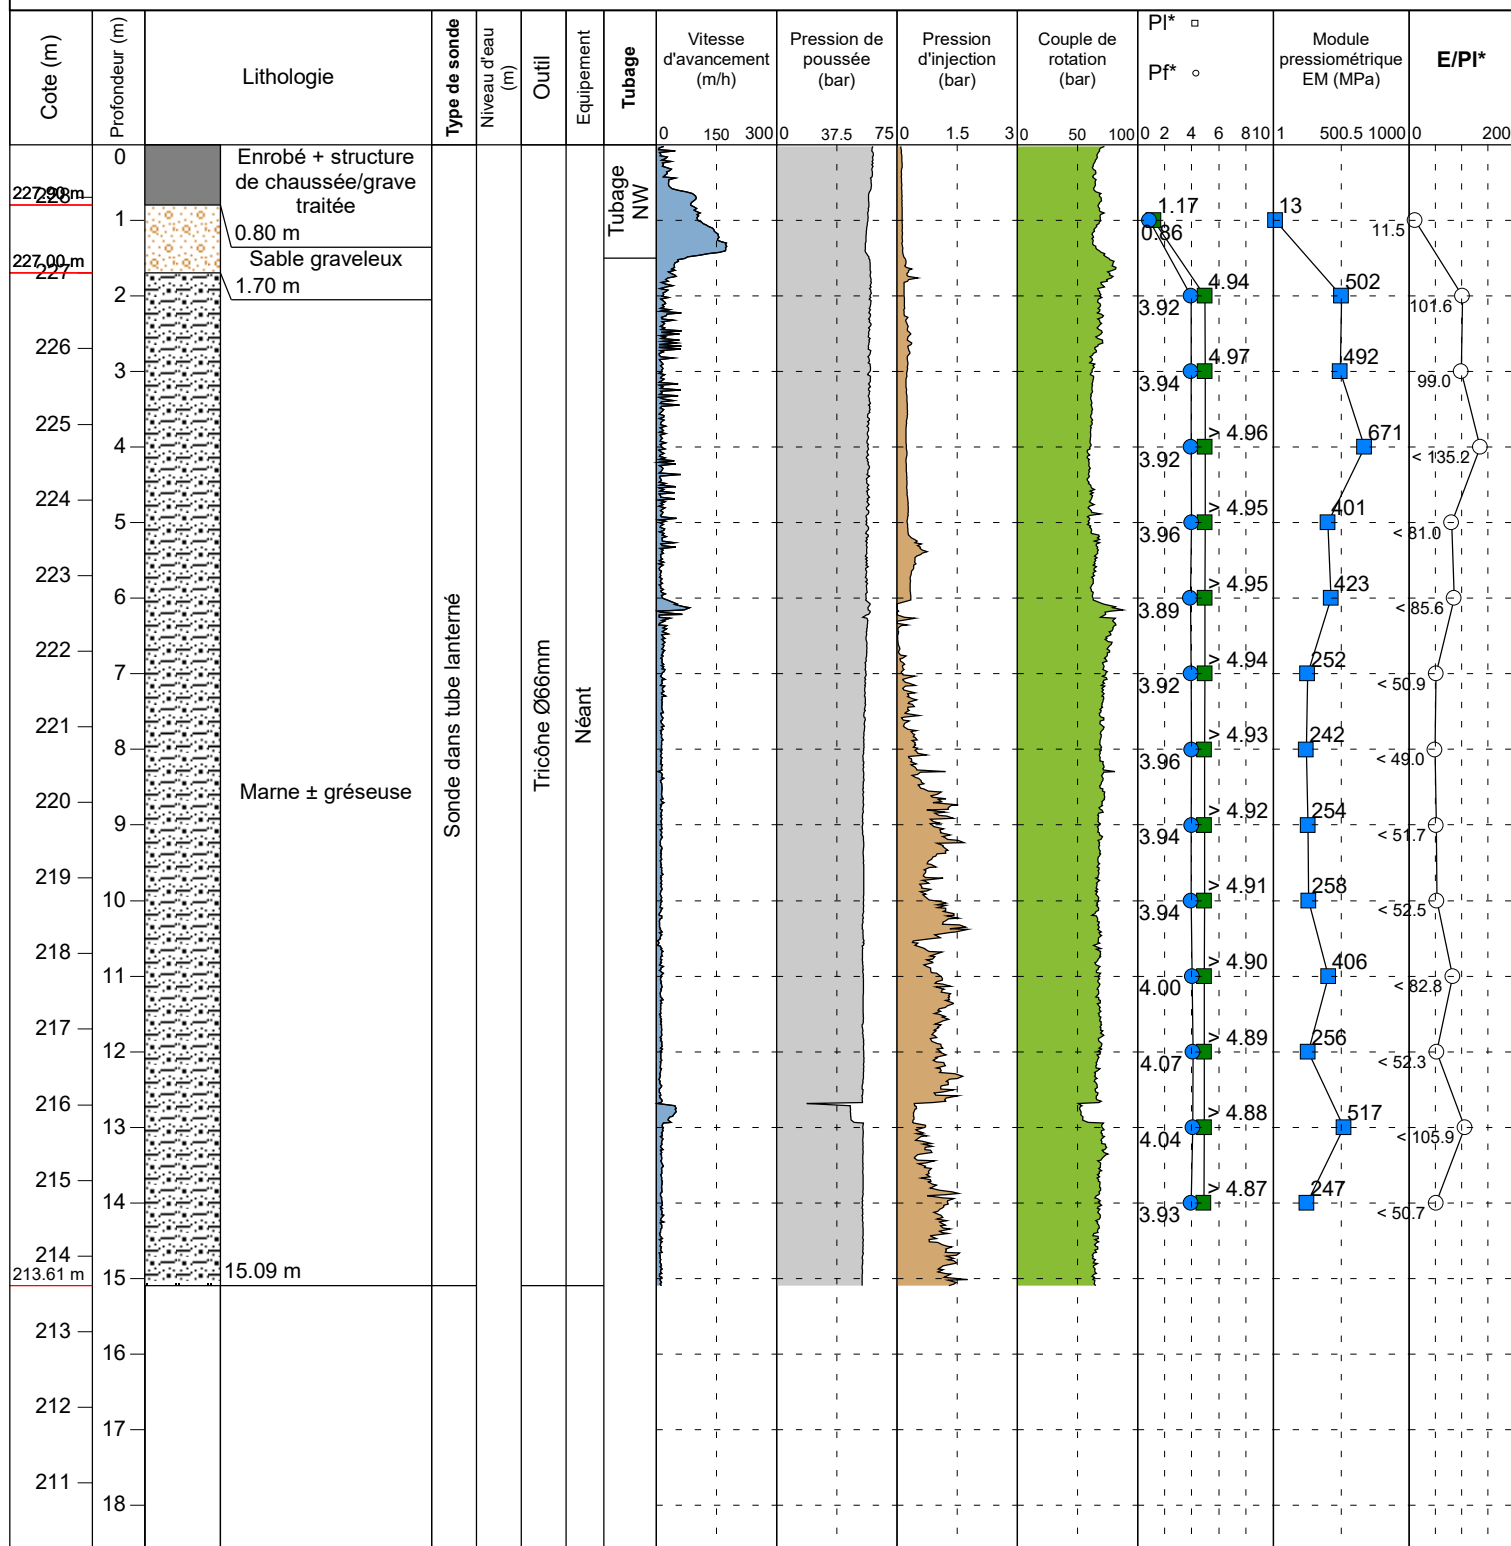 Cote (m)
Profondeur (m)
Lithologie
Type de sonde
Niveau d'eau
(m)
Outil
Equipement
Tubage
Vitesse
d'avancement
(m/h)
Pression de
poussée
(bar)
Pression
d'injection
(bar)
Couple de
rotation
(bar)
Pl*
Pf*
Module
pressiométrique
EM (MPa)
E/Pl*
0 150 300
0 37.5 75
0 1.5 3
0 50 100
0 2 4 6 8 10
1 500.5 1000
0 200
227.90 m
228
227.00 m
227
226
225
224
223
222
221
220
219
218
217
216
215
214
213.61 m
213
212
211
0
1
2
3
4
5
6
7
8
9
10
11
12
13
14
15
16
17
18
Enrobé + structure
de chaussée/grave
traitée
0.80 m
Sable graveleux
1.70 m
Marne ± gréseuse
15.09 m
Sonde dans tube lanterné
Tricône Ø66mm
Néant
Tubage
NW
1.17
0.86
13
11.5
4.94
3.92
502
101.6
4.97
3.94
492
99.0
> 4.96
3.92
671
< 135.2
> 4.95
3.96
401
< 81.0
> 4.95
3.89
423
< 85.6
> 4.94
3.92
252
< 50.9
> 4.93
3.96
242
< 49.0
> 4.92
3.94
254
< 51.7
> 4.91
3.94
258
< 52.5
> 4.90
4.00
406
< 82.8
> 4.89
4.07
256
< 52.3
> 4.88
4.04
517
< 105.9
> 4.87
3.93
247
< 50.7